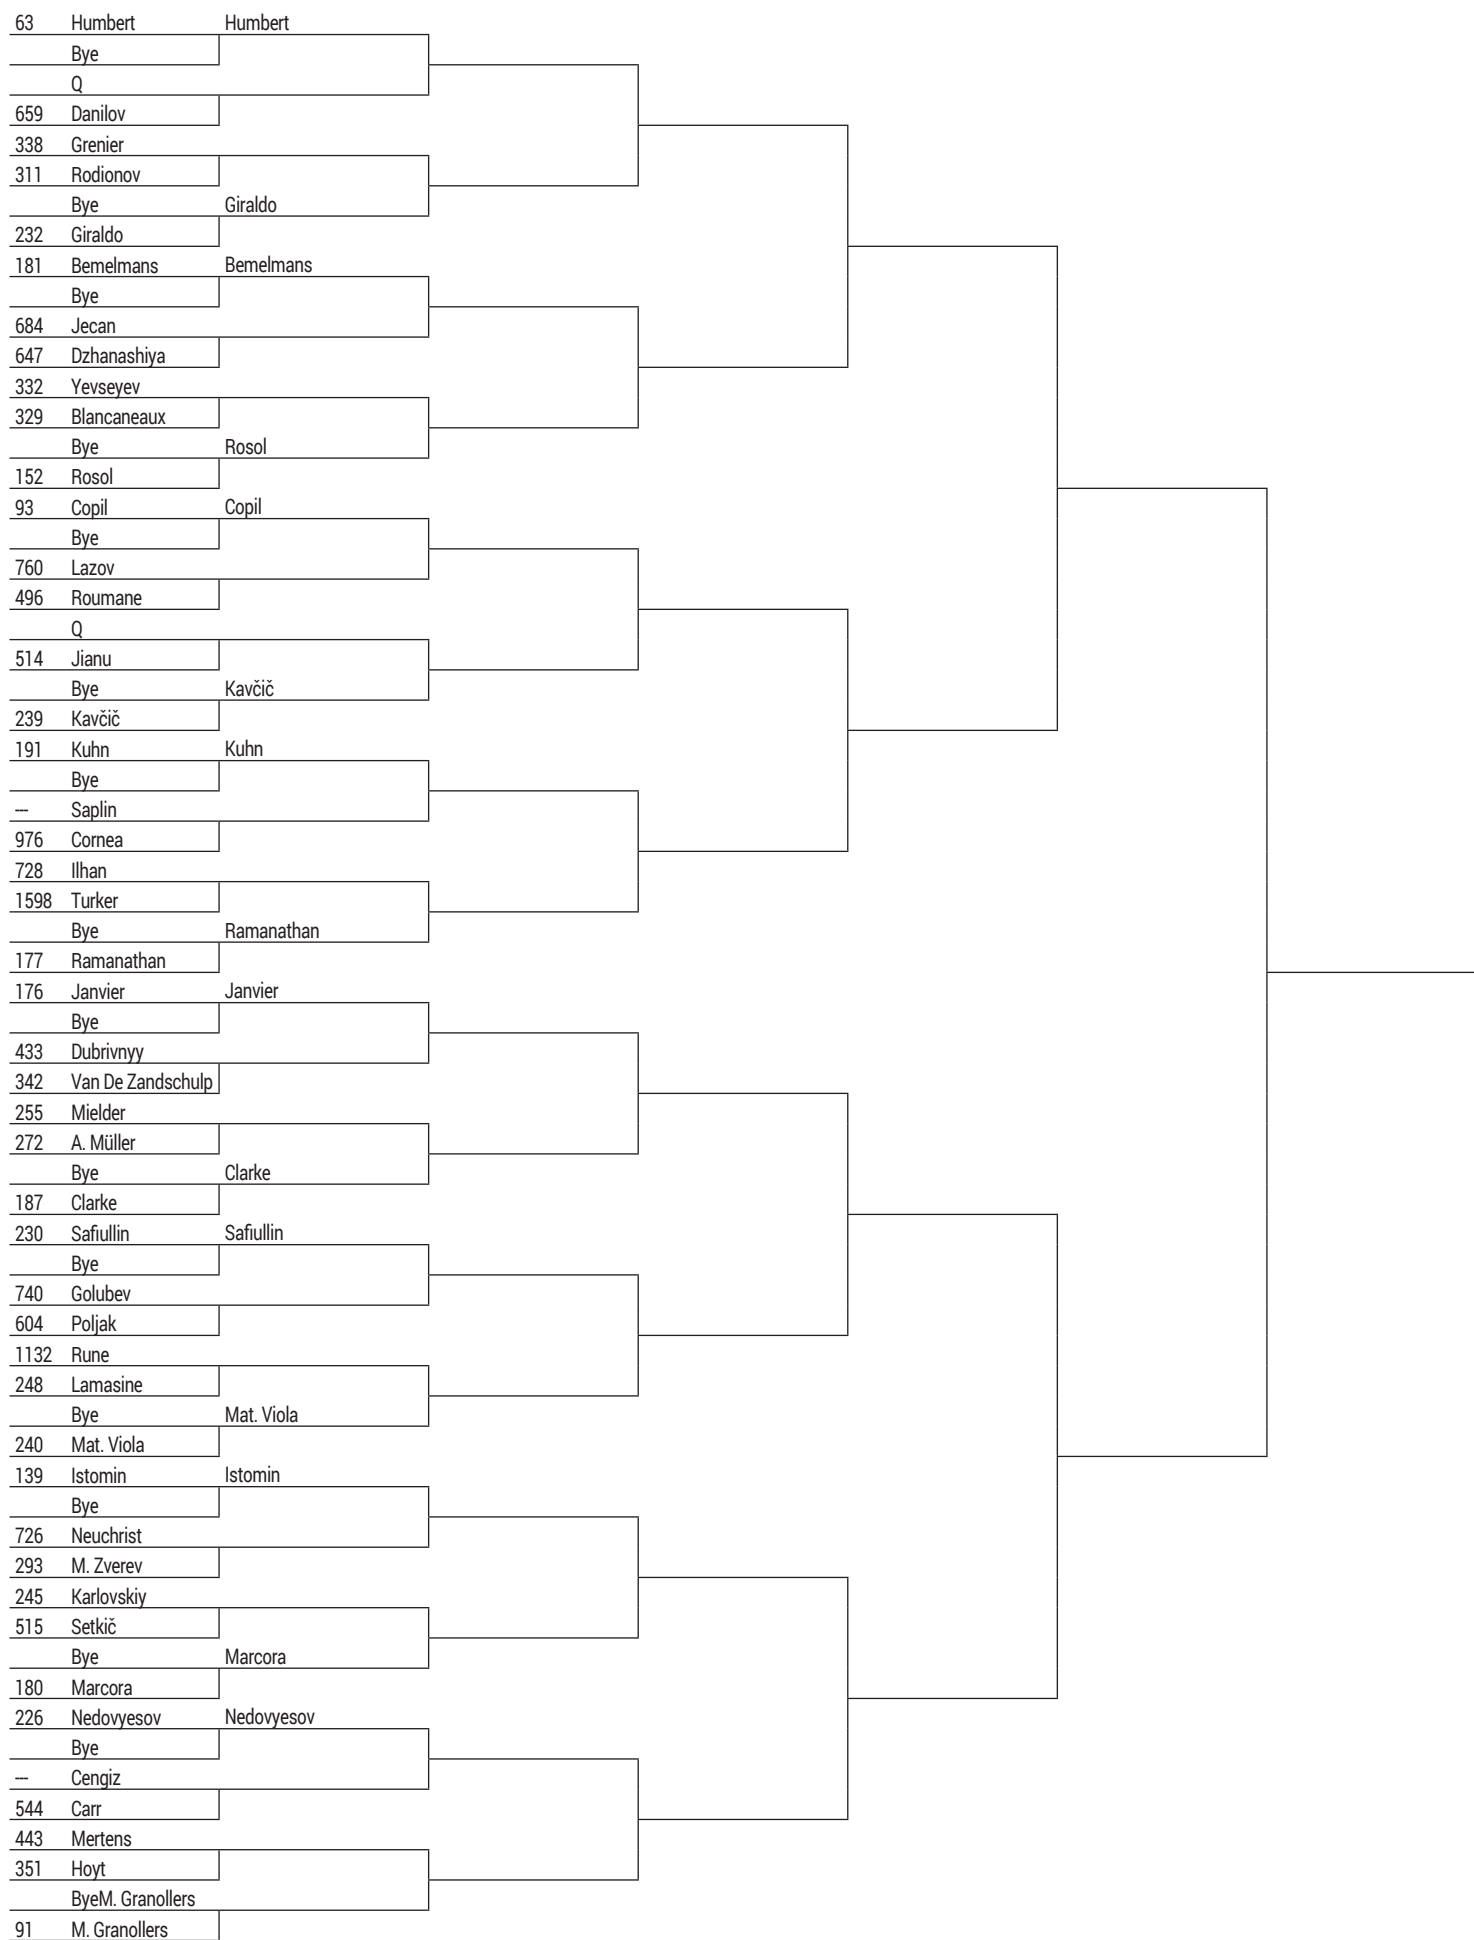 63 Humbert Humbert
Bye
Q
659 Danilov
338 Grenier
311 Rodionov
Bye Giraldo
232 Giraldo
181 Bemelmans Bemelmans
Bye
684 Jecan
647 Dzhanashiya
332 Yevseyev
329 Blancaneaux
Bye Rosol
152 Rosol
93 Copil Copil
Bye
760 Lazov
496 Roumane
Q
514 Jianu
Bye Kavčič
239 Kavčič
191 Kuhn Kuhn
Bye
--- Saplin
976 Cornea
728 Ilhan
1598 Turker
Bye Ramanathan
177 Ramanathan
176 Janvier Janvier
Bye
433 Dubrivnyy
342 Van De Zandschulp
255 Mielder
272 A. Müller
Bye Clarke
187 Clarke
230 Safiullin Safiullin
Bye
740 Golubev
604 Poljak
1132 Rune
248 Lamasine
Bye Mat. Viola
240 Mat. Viola
139 Istomin Istomin
Bye
726 Neuchrist
293 M. Zverev
245 Karlovskiy
515 Setkič
Bye Marcora
180 Marcora
226 Nedovyesov Nedovyesov
Bye
--- Cengiz
544 Carr
443 Mertens
351 Hoyt
ByeM. Granollers
91 M. Granollers